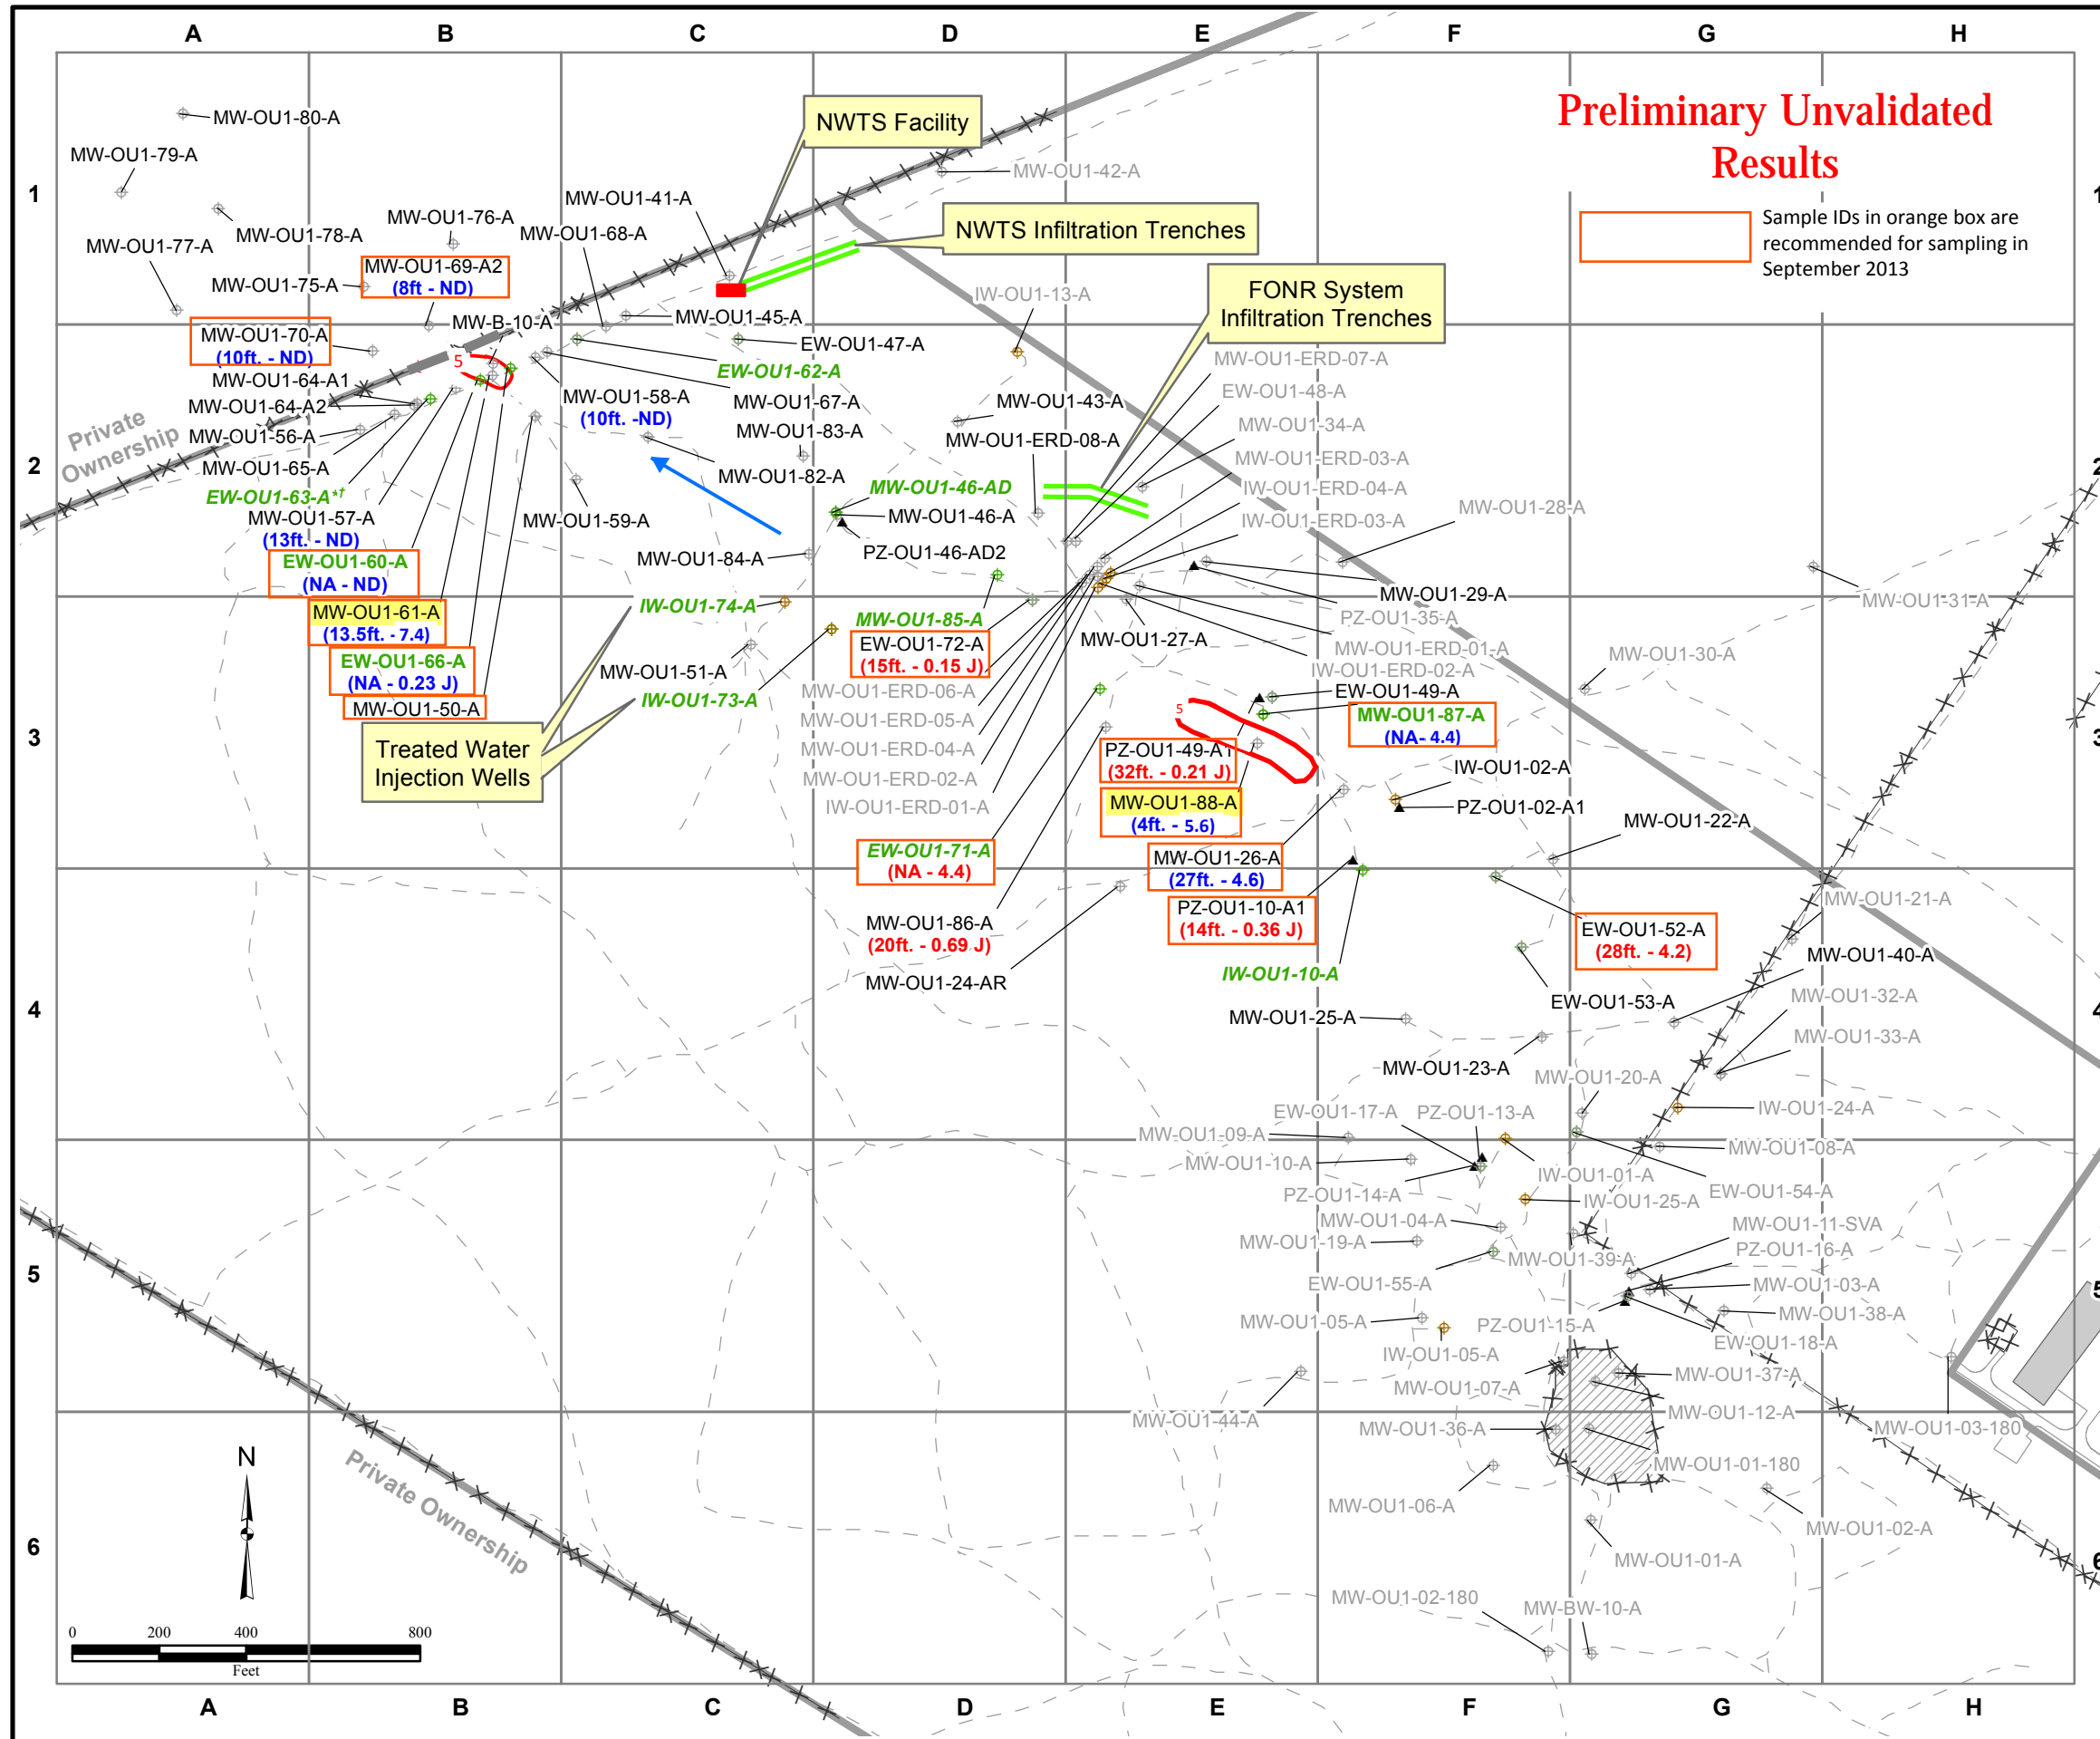 A B C D E F G H
Preliminary Unvalidated
Results
Sample IDs in orange box are
recommended for sampling in
September 2013
NWTS Facility
NWTS Infiltration Trenches
FONR System
Infiltration Trenches
1
1
MW-OU1-80-A
MW-OU1-79-A
MW-OU1-78-A
MW-OU1-77-A
MW-OU1-76-A
MW-OU1-75-A
MW-OU1-41-A
MW-OU1-68-A
MW-OU1-42-A
MW-OU1-69-A2
(8ft - ND)
IW-OU1-13-A
MW-OU1-45-A
MW-B-10-A
MW-OU1-70-A
(10ft. - ND)
EW-OU1-47-A
5
EW-OU1-62-A
MW-OU1-64-A1
MW-OU1-64-A2
MW-OU1-58-A
(10ft. -ND)
MW-OU1-67-A
MW-OU1-83-A
MW-OU1-43-A
MW-OU1-ERD-08-A
MW-OU1-ERD-07-A
EW-OU1-48-A
MW-OU1-34-A
MW-OU1-ERD-03-A
IW-OU1-ERD-04-A
IW-OU1-ERD-03-A
MW-OU1-28-A
Private
Ownership
MW-OU1-56-A
MW-OU1-65-A
2
2
MW-OU1-82-A
EW-OU1-63-A*†
MW-OU1-57-A
(13ft. - ND)
MW-OU1-59-A
MW-OU1-46-AD
MW-OU1-46-A
PZ-OU1-46-AD2
MW-OU1-84-A
EW-OU1-60-A
(NA - ND)
MW-OU1-61-A
(13.5ft. - 7.4)
EW-OU1-66-A
(NA - 0.23 J)
MW-OU1-50-A
IW-OU1-74-A
MW-OU1-51-A
IW-OU1-73-A
Treated Water
Injection Wells
MW-OU1-85-A
EW-OU1-72-A
(15ft. - 0.15 J)
MW-OU1-29-A
PZ-OU1-35-A
MW-OU1-27-A
MW-OU1-ERD-01-A
IW-OU1-ERD-02-A
MW-OU1-31-A
MW-OU1-30-A
MW-OU1-ERD-06-A
MW-OU1-ERD-05-A
MW-OU1-ERD-04-A
MW-OU1-ERD-02-A
IW-OU1-ERD-01-A
EW-OU1-49-A
MW-OU1-87-A
(NA- 4.4)
5
3
3
PZ-OU1-49-A1
(32ft. - 0.21 J)
MW-OU1-88-A
(4ft. - 5.6)
IW-OU1-02-A
PZ-OU1-02-A1
MW-OU1-22-A
EW-OU1-71-A
(NA - 4.4)
MW-OU1-26-A
(27ft. - 4.6)
PZ-OU1-10-A1
(14ft. - 0.36 J)
MW-OU1-21-A
MW-OU1-86-A
(20ft. - 0.69 J)
EW-OU1-52-A
(28ft. - 4.2)
MW-OU1-40-A
MW-OU1-24-AR
IW-OU1-10-A
EW-OU1-53-A
MW-OU1-32-A
4
4
MW-OU1-25-A
MW-OU1-33-A
MW-OU1-23-A
MW-OU1-20-A
EW-OU1-17-A
PZ-OU1-13-A
IW-OU1-24-A
MW-OU1-09-A
MW-OU1-08-A
MW-OU1-10-A
IW-OU1-01-A
PZ-OU1-14-A
IW-OU1-25-A
EW-OU1-54-A
MW-OU1-04-A
MW-OU1-11-SVA
MW-OU1-19-A
PZ-OU1-16-A
MW-OU1-39-A
5
5
EW-OU1-55-A
MW-OU1-03-A
MW-OU1-38-A
MW-OU1-05-A
PZ-OU1-15-A
EW-OU1-18-A
IW-OU1-05-A
MW-OU1-37-A
MW-OU1-07-A
MW-OU1-44-A
MW-OU1-12-A
MW-OU1-36-A
MW-OU1-03-180
MW-OU1-01-180
MW-OU1-06-A
MW-OU1-02-A
Private Ownership
N
6
6
MW-OU1-01-A
MW-OU1-02-180
MW-BW-10-A
0 200 400 800
Feet
A B C D E F G H